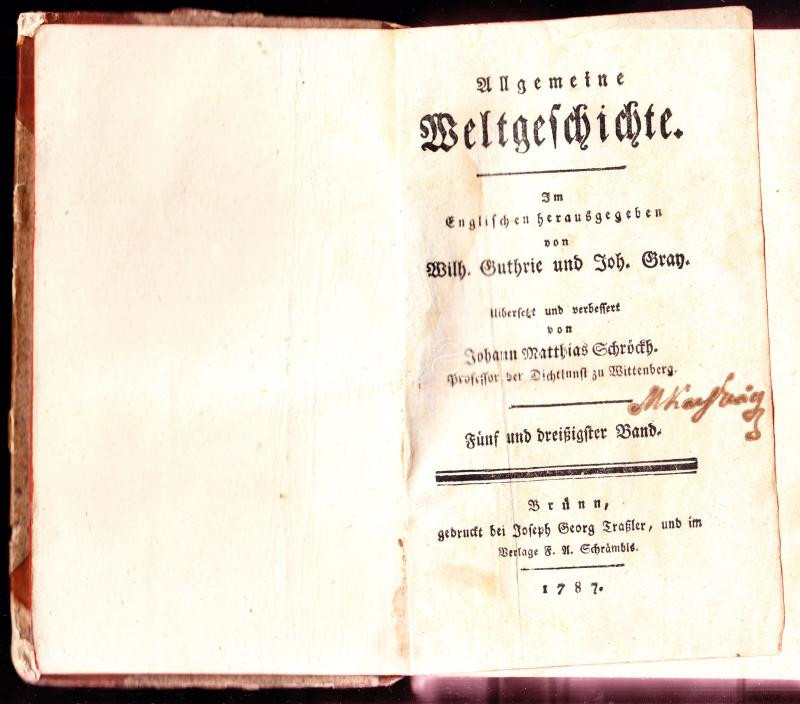 Allgemeine
Weltgeschichte.
Im
Englischen herausgegeben
von
Wilh. Guthrie und Joh. Gray.
Uibersetzt und verbessert
von
Johann Matthias Schröckh.
Professor der Dichtkunst zu Wittenberg.
Fünf und dreißigster Band.
Brünn,
gedruckt bei Joseph Georg Traßler, und im
Verlage F. A. Schrämbls.
1787.